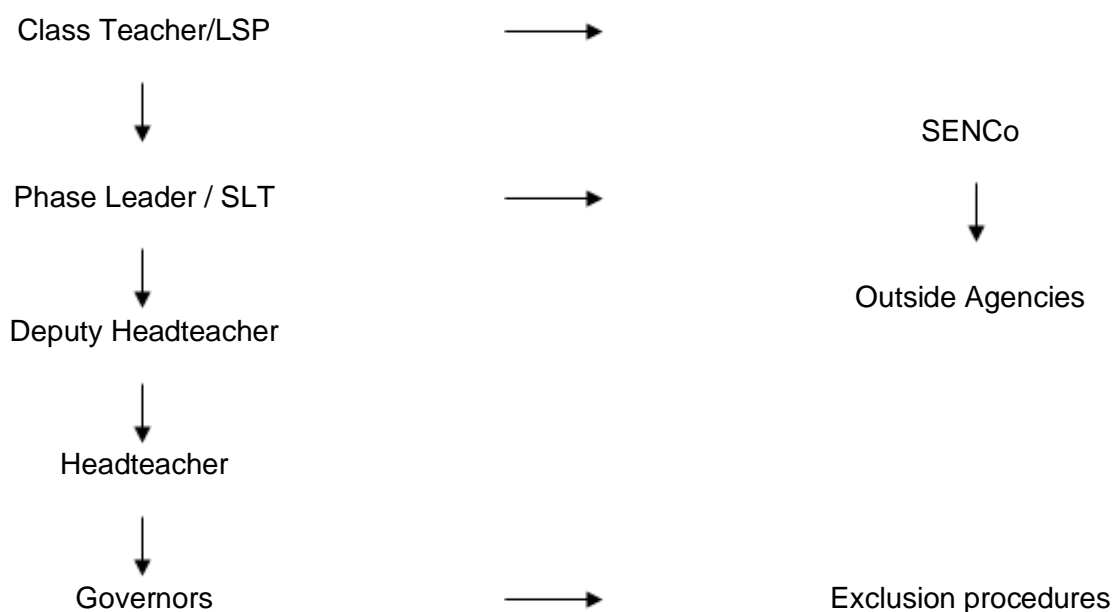 Class Teacher/LSP
SENCo
Phase Leader / SLT
Outside Agencies
Deputy Headteacher
Headteacher
Governors
Exclusion procedures